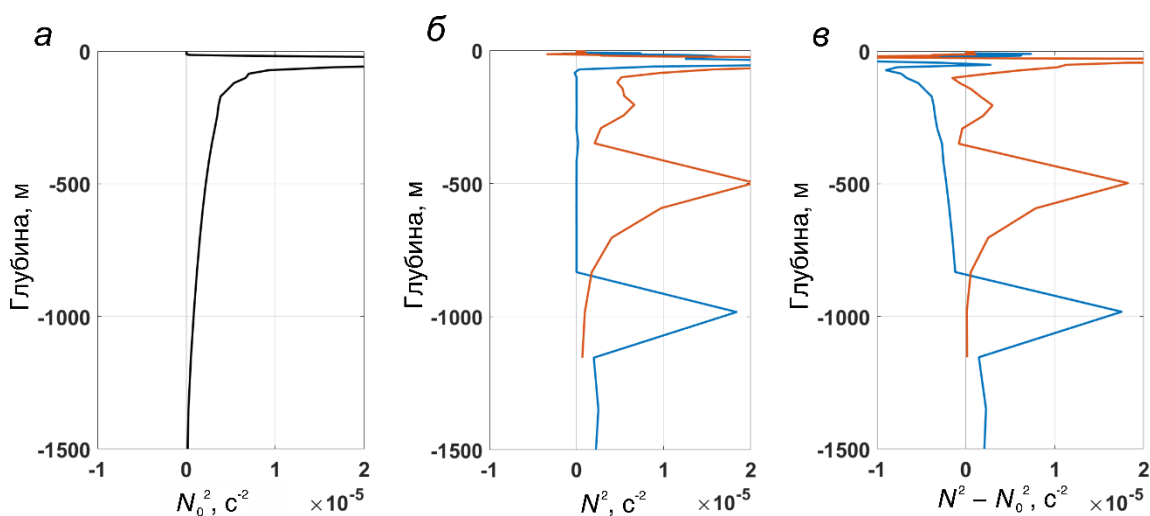 а
0
-500
-1000
-1500
Глубина, м
-1 0 1 2
N₀², с⁻²
×10⁻⁵
б
0
-500
-1000
-1500
Глубина, м
-1 0 1 2
N², с⁻²
×10⁻⁵
в
0
-500
-1000
-1500
Глубина, м
-1 0 1 2
N² – N₀², с⁻²
×10⁻⁵